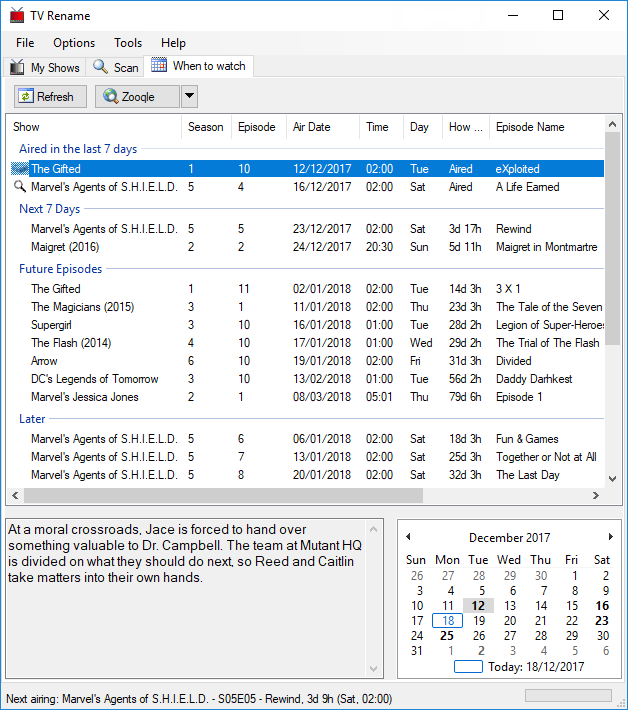 TV Rename
File Options Tools Help
My Shows Scan When to watch
Refresh Zooqle
Show Season Episode Air Date Time Day How ... Episode Name
Aired in the last 7 days
The Gifted 1 10 12/12/2017 02:00 Tue Aired eXploited
Marvel's Agents of S.H.I.E.L.D. 5 4 16/12/2017 02:00 Sat Aired A Life Earned
Next 7 Days
Marvel's Agents of S.H.I.E.L.D. 5 5 23/12/2017 02:00 Sat 3d 17h Rewind
Maigret (2016) 2 2 24/12/2017 20:30 Sun 5d 11h Maigret in Montmartre
Future Episodes
The Gifted 1 11 02/01/2018 02:00 Tue 14d 3h 3 X 1
The Magicians (2015) 3 1 11/01/2018 02:00 Thu 23d 3h The Tale of the Seven
Supergirl 3 10 16/01/2018 01:00 Tue 28d 2h Legion of Super-Heroes
The Flash (2014) 4 10 17/01/2018 01:00 Wed 29d 2h The Trial of The Flash
Arrow 6 10 19/01/2018 02:00 Fri 31d 3h Divided
DC's Legends of Tomorrow 3 10 13/02/2018 01:00 Tue 56d 2h Daddy Darhkest
Marvel's Jessica Jones 2 1 08/03/2018 05:01 Thu 79d 6h Episode 1
Later
Marvel's Agents of S.H.I.E.L.D. 5 6 06/01/2018 02:00 Sat 18d 3h Fun & Games
Marvel's Agents of S.H.I.E.L.D. 5 7 13/01/2018 02:00 Sat 25d 3h Together or Not at All
Marvel's Agents of S.H.I.E.L.D. 5 8 20/01/2018 02:00 Sat 32d 3h The Last Day
At a moral crossroads, Jace is forced to hand over
something valuable to Dr. Campbell. The team at Mutant HQ
is divided on what they should do next, so Reed and Caitlin
take matters into their own hands.
December 2017
Sun Mon Tue Wed Thu Fri Sat
26 27 28 29 30 1 2
3 4 5 6 7 8 9
10 11 12 13 14 15 16
17 18 19 20 21 22 23
24 25 26 27 28 29 30
31 1 2 3 4 5 6
Today: 18/12/2017
Next airing: Marvel's Agents of S.H.I.E.L.D. - S05E05 - Rewind, 3d 9h (Sat, 02:00)